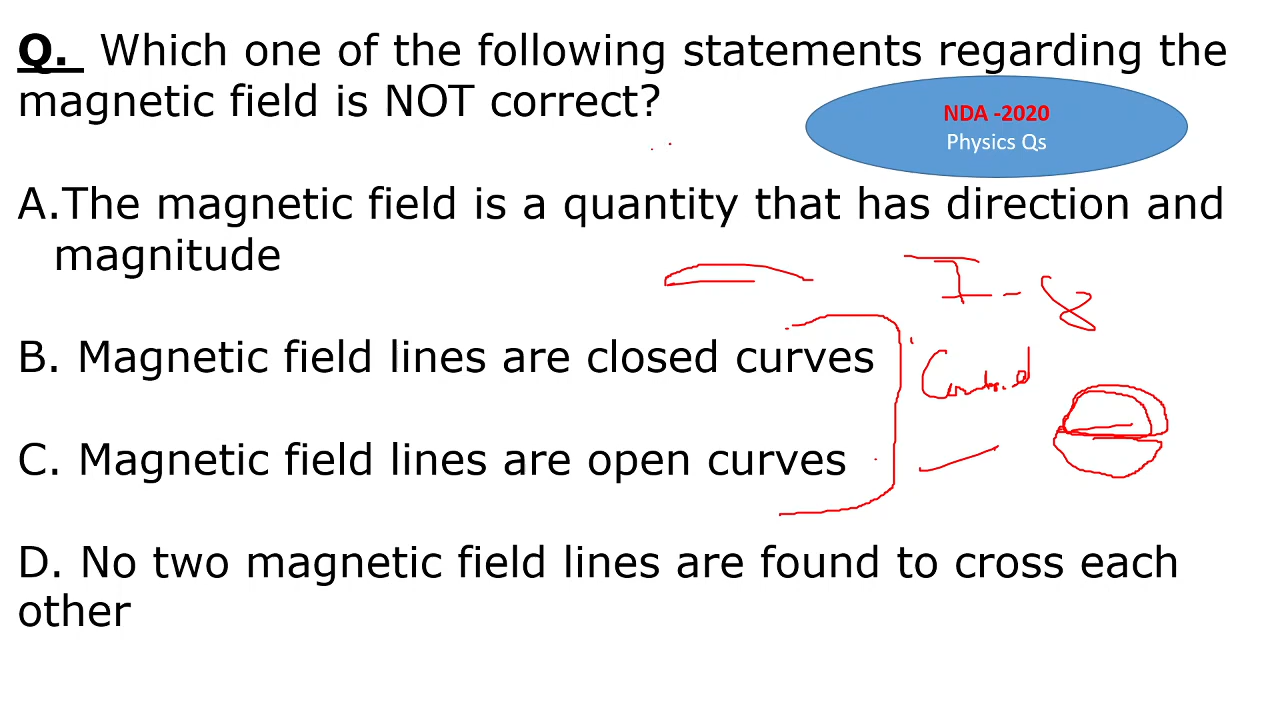 Q. Which one of the following statements regarding the
magnetic field is NOT correct?
NDA -2020
Physics Qs
A.The magnetic field is a quantity that has direction and
magnitude
B. Magnetic field lines are closed curves
C. Magnetic field lines are open curves
D. No two magnetic field lines are found to cross each
other